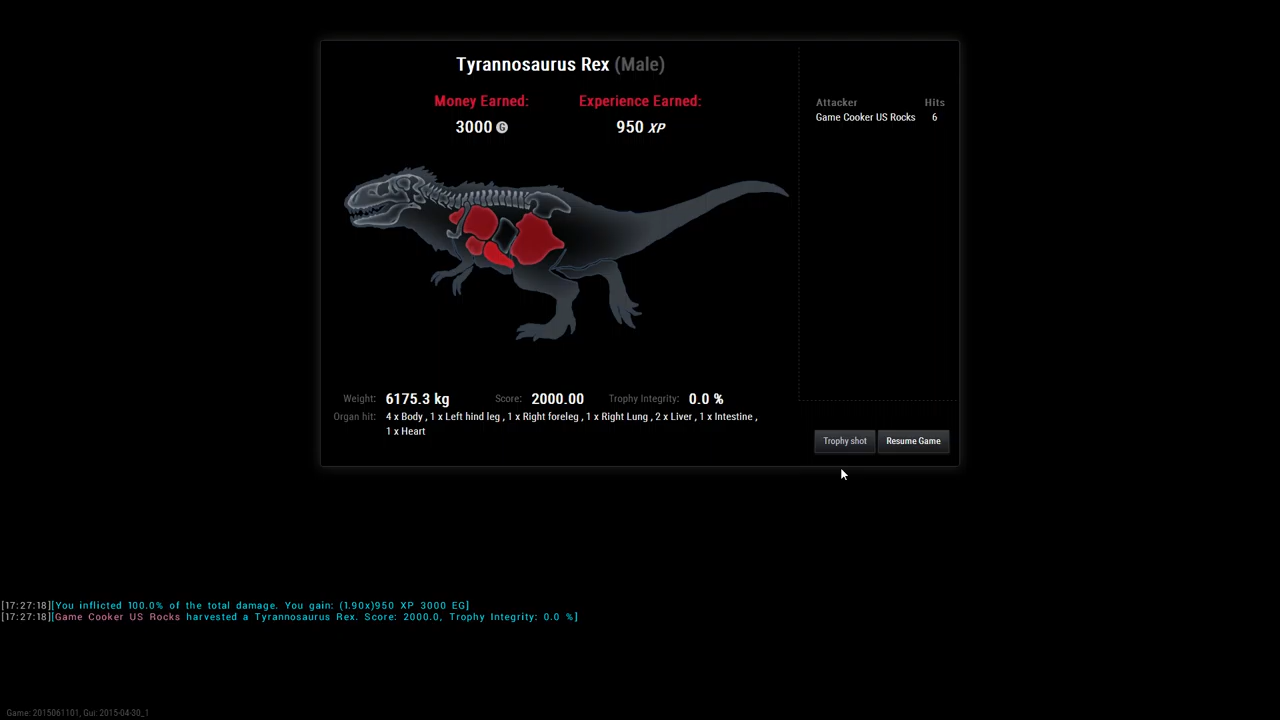 Tyrannosaurus Rex (Male)
Money Earned: Experience Earned:
3000 G 950 XP
Attacker Hits
Game Cooker US Rocks 6
Weight: 6175.3 kg Score: 2000.00 Trophy Integrity: 0.0 %
Organ hit: 4 x Body , 1 x Left hind leg , 1 x Right foreleg , 1 x Right Lung , 2 x Liver , 1 x Intestine ,
1 x Heart
Trophy shot Resume Game
[17:27:18][You inflicted 100.0% of the total damage. You gain: (1.90x)950 XP 3000 EG]
[17:27:18][Game Cooker US Rocks harvested a Tyrannosaurus Rex. Score: 2000.0, Trophy Integrity: 0.0 %]
Game: 2015061101, Gui: 2015-04-30_1